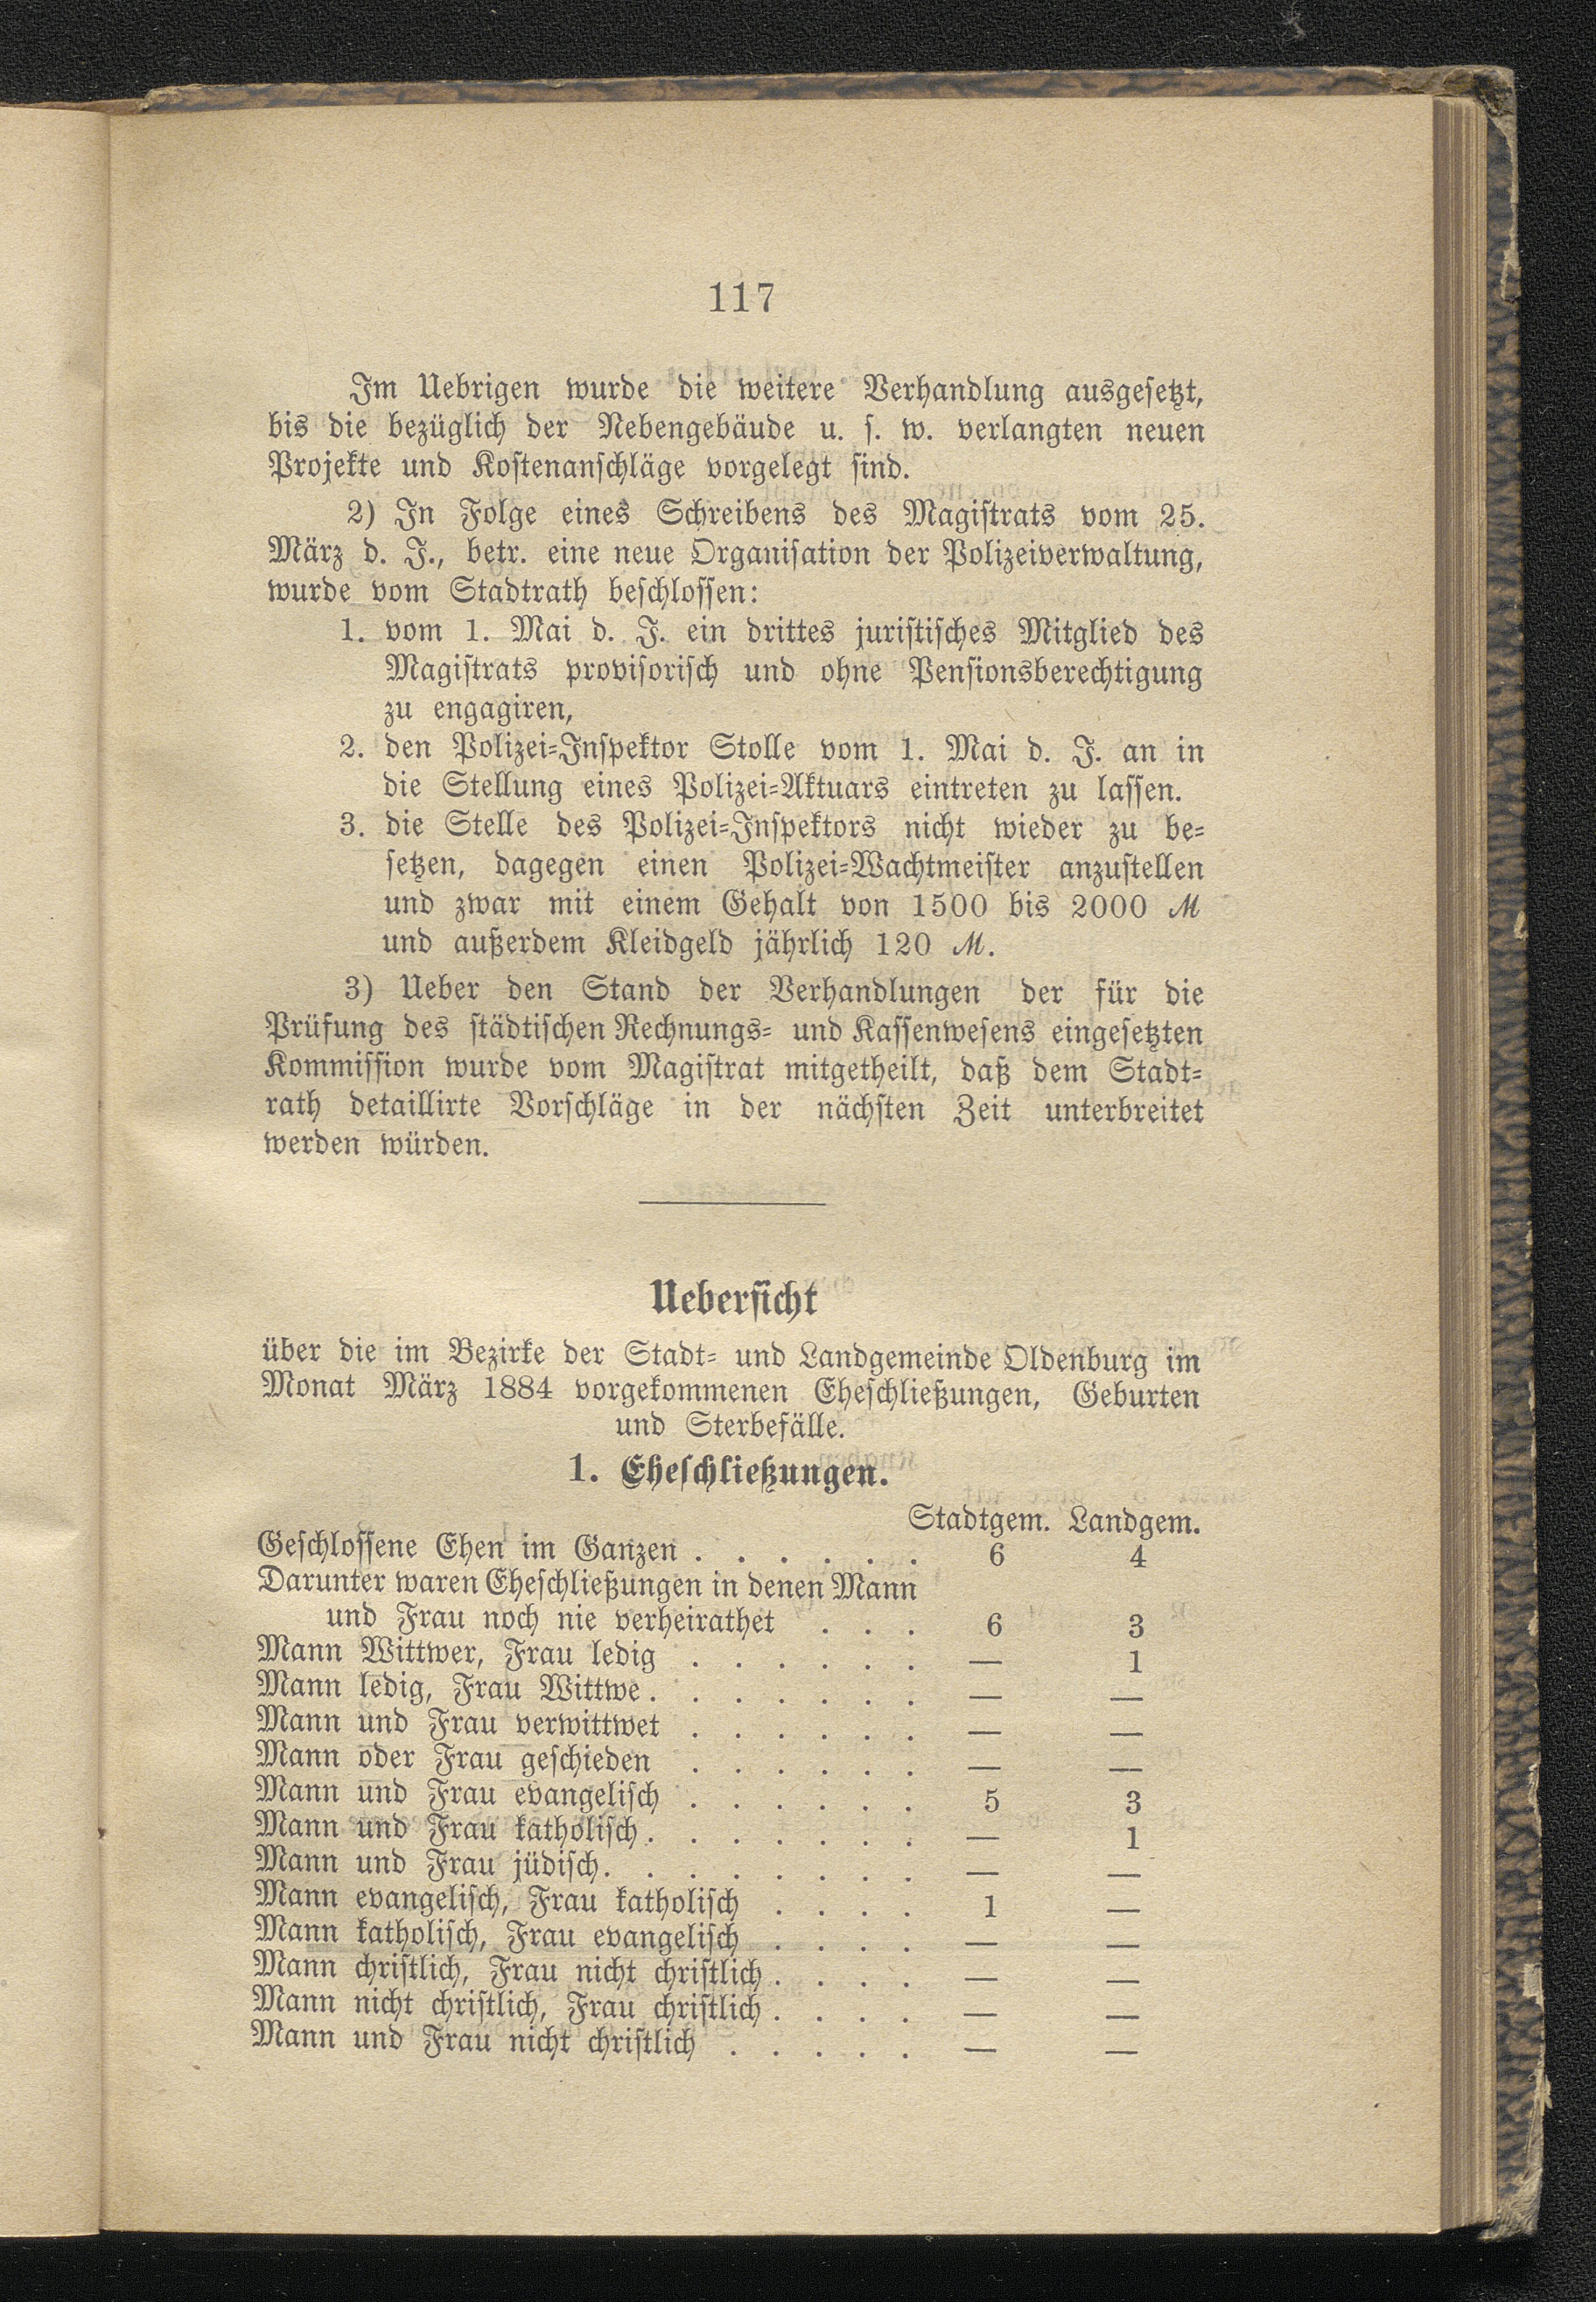 117
Im Uebrigen wurde die weitere Verhandlung ausgesetzt,
bis die bezüglich der Nebengebäude u. s. w. verlangten neuen
Projekte und Kostenanschläge vorgelegt sind.
2) In Folge eines Schreibens des Magistrats vom 25.
März d. J., betr. eine neue Organisation der Polizeiverwaltung,
wurde vom Stadtrath beschlossen:
1. vom 1. Mai d. J. ein drittes juristisches Mitglied des
Magistrats provisorisch und ohne Pensionsberechtigung
zu engagiren,
2. den Polizei-Inspektor Stolle vom 1. Mai d. J. an in
die Stellung eines Polizei-Aktuars eintreten zu lassen.
3. die Stelle des Polizei-Inspektors nicht wieder zu be-
setzen, dagegen einen Polizei-Wachtmeister anzustellen
und zwar mit einem Gehalt von 1500 bis 2000 ℳ
und außerdem Kleidgeld jährlich 120 ℳ.
3) Ueber den Stand der Verhandlungen der für die
Prüfung des städtischen Rechnungs- und Kassenwesens eingesetzten
Kommission wurde vom Magistrat mitgetheilt, daß dem Stadt-
rath detaillirte Vorschläge in der nächsten Zeit unterbreitet
werden würden.
Uebersicht
über die im Bezirke der Stadt- und Landgemeinde Oldenburg im
Monat März 1884 vorgekommenen Eheschließungen, Geburten
und Sterbefälle.
1. Eheschließungen.
Stadtgem. Landgem.
Geschlossene Ehen im Ganzen . . . . . . 6 4
Darunter waren Eheschließungen in denen Mann
und Frau noch nie verheirathet . . . 6 3
Mann Wittwer, Frau ledig . . . . . . — 1
Mann ledig, Frau Wittwe . . . . . . . — —
Mann und Frau verwittwet . . . . . . — —
Mann oder Frau geschieden . . . . . . — —
Mann und Frau evangelisch . . . . . . 5 3
Mann und Frau katholisch . . . . . . . — 1
Mann und Frau jüdisch . . . . . . . . — —
Mann evangelisch, Frau katholisch . . . . 1 —
Mann katholisch, Frau evangelisch . . . . — —
Mann christlich, Frau nicht christlich . . . . — —
Mann nicht christlich, Frau christlich . . . . — —
Mann und Frau nicht christlich . . . . . — —